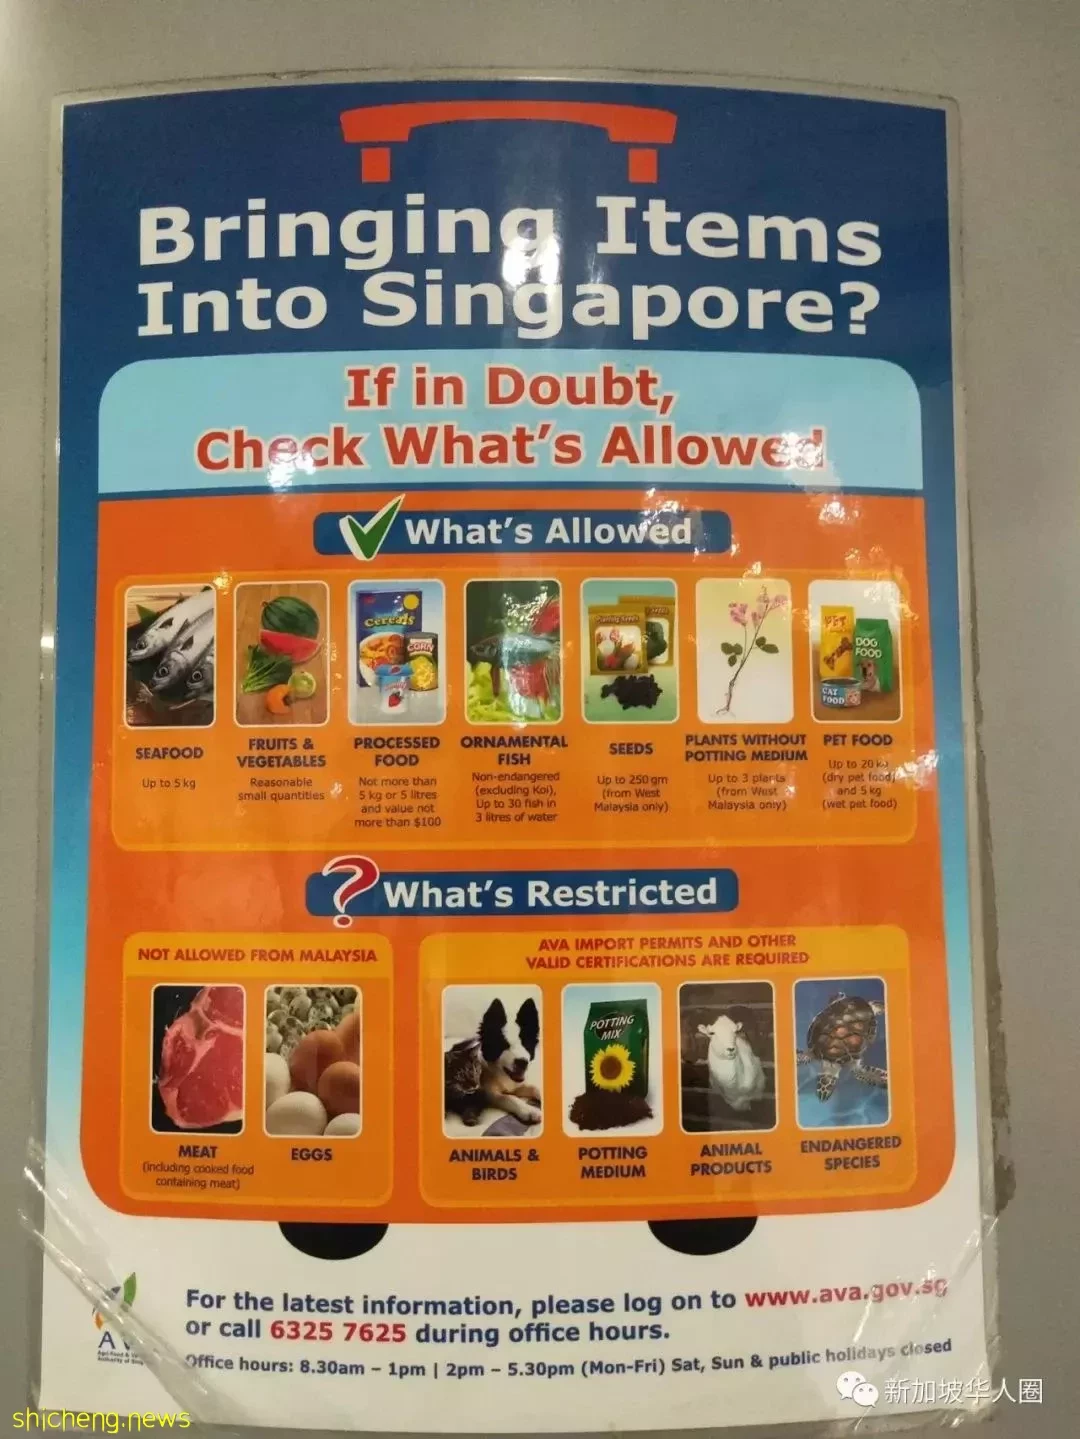 Bringing Items
Into Singapore?
If in Doubt,
Check What's Allowed
What's Allowed
Cereals
CORN
Planting Seeds
PET
DOG
FOOD
CAT
FOOD
SEAFOOD
Up to 5 kg
FRUITS &
VEGETABLES
Reasonable
small quantities
PROCESSED
FOOD
Not more than
5 kg or 5 litres
and value not
more than $100
ORNAMENTAL
FISH
Non-endangered
(excluding Koi),
Up to 30 fish in
3 litres of water
SEEDS
Up to 250 gm
(from West
Malaysia only)
PLANTS WITHOUT
POTTING MEDIUM
Up to 3 plants
(from West
Malaysia only)
PET FOOD
Up to 20 kg
(dry pet food)
and 5 kg
(wet pet food)
What's Restricted
NOT ALLOWED FROM MALAYSIA
MEAT
(including cooked food
containing meat)
EGGS
AVA IMPORT PERMITS AND OTHER
VALID CERTIFICATIONS ARE REQUIRED
POTTING
MIX
ANIMALS &
BIRDS
POTTING
MEDIUM
ANIMAL
PRODUCTS
ENDANGERED
SPECIES
For the latest information, please log on to www.ava.gov.sg
or call 6325 7625 during office hours.
Office hours: 8.30am – 1pm | 2pm – 5.30pm (Mon-Fri) Sat, Sun & public holidays closed
新加坡华人圈
shicheng.news